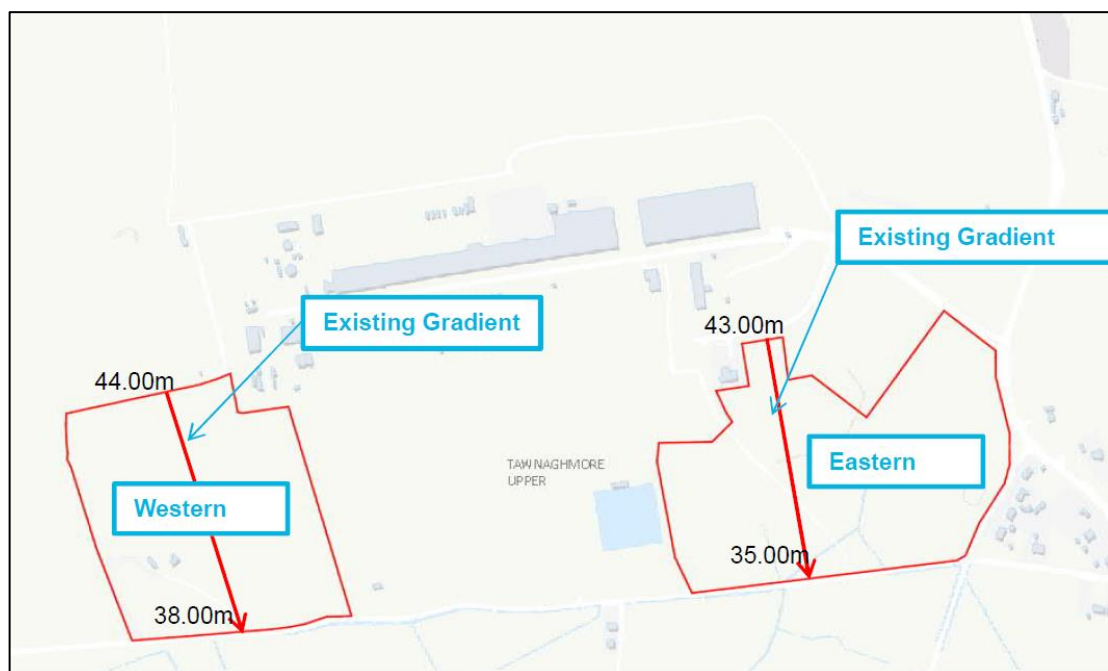 Existing Gradient
Existing Gradient
43.00m
44.00m
TAWNAGHMORE
UPPER
Eastern
Western
35.00m
38.00m